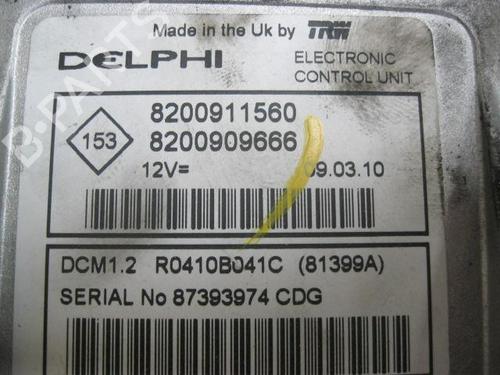 Made in the Uk by TRW
DELPHI
ELECTRONIC
CONTROL UNIT
153
8200911560
8200909666
12V=
09.03.10
DCM1.2 R0410B041C (81399A)
SERIAL No 87393974 CDG
B-PARTS